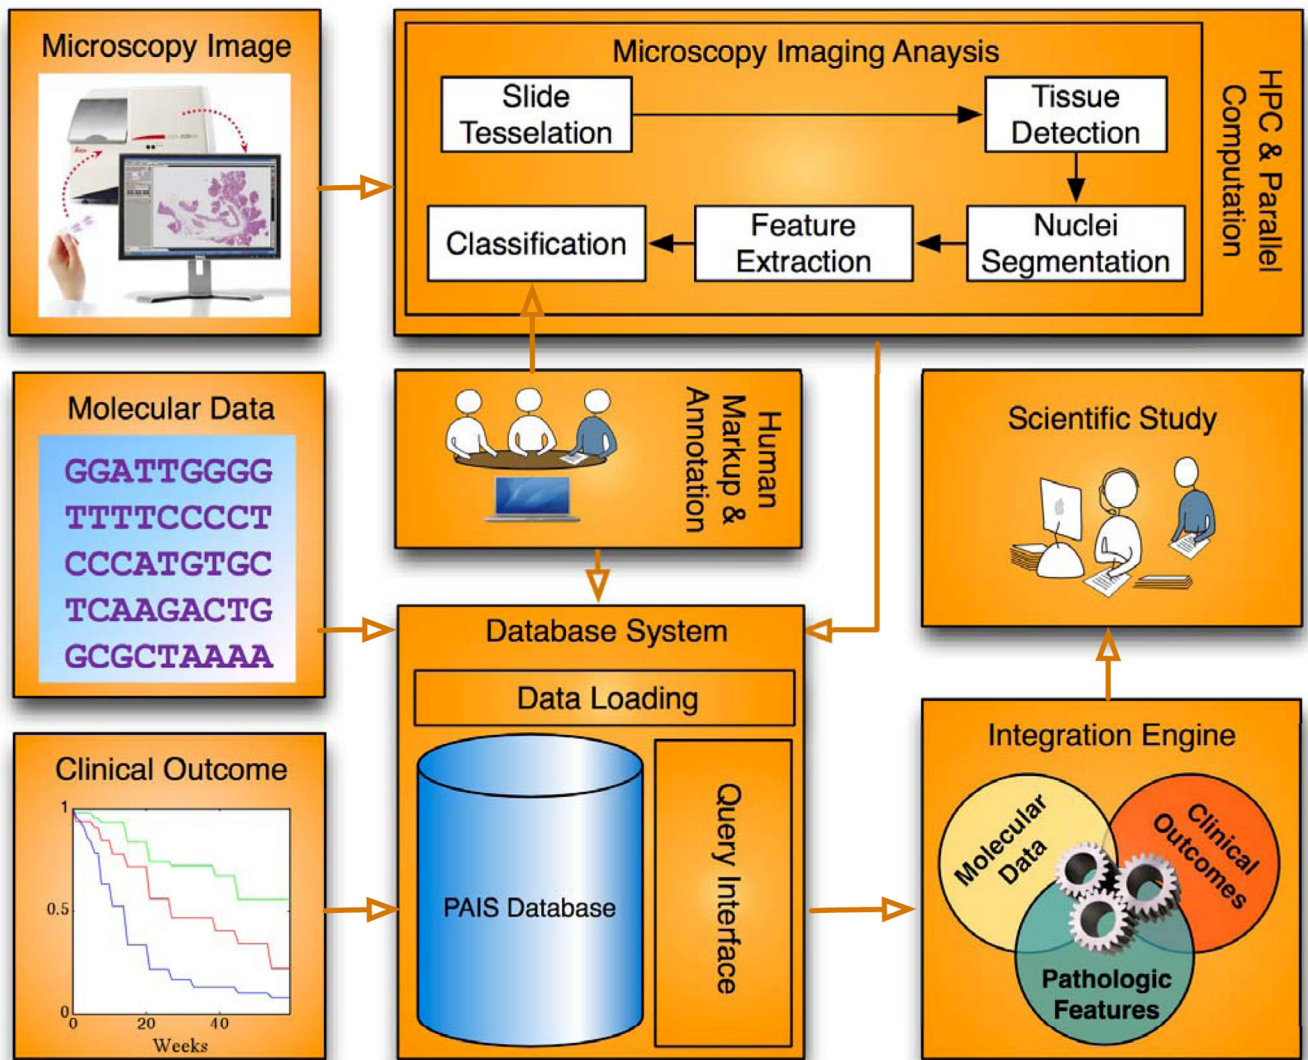 Microscopy Image
Microscopy Imaging Anaysis
Slide
Tesselation
Tissue
Detection
Classification
Feature
Extraction
Nuclei
Segmentation
HPC & Parallel
Computation
Molecular Data
GGATTGGGG
TTTTCCCCT
CCCATGTGC
TCAAGACTG
GCGCTAAAA
Human
Markup &
Annotation
Scientific Study
Database System
Data Loading
PAIS Database
Query Interface
Clinical Outcome
1
0.5
0
0
20
40
Weeks
Integration Engine
Molecular
Data
Clinical
Outcomes
Pathologic
Features